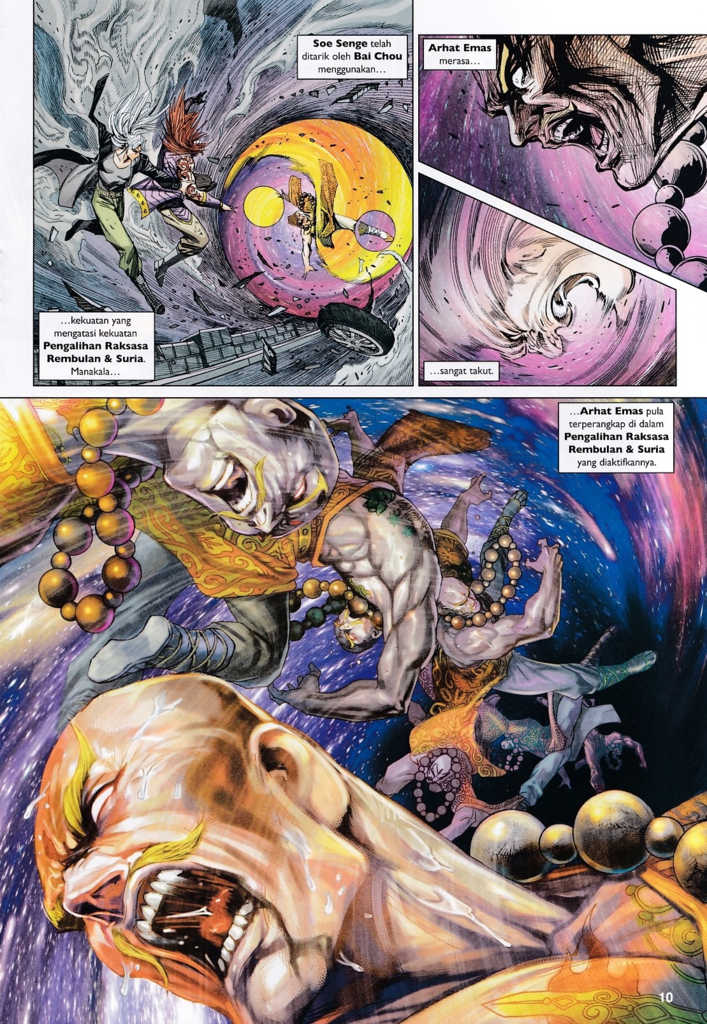 Soe Senge telah
ditarik oleh Bai Chou
menggunakan…
…kekuatan yang
mengatasi kekuatan
Pengalihan Raksasa
Rembulan & Suria.
Manakala…
Arhat Emas
merasa…
…sangat takut.
…Arhat Emas pula
terperangkap di dalam
Pengalihan Raksasa
Rembulan & Suria
yang diaktifkannya.
10